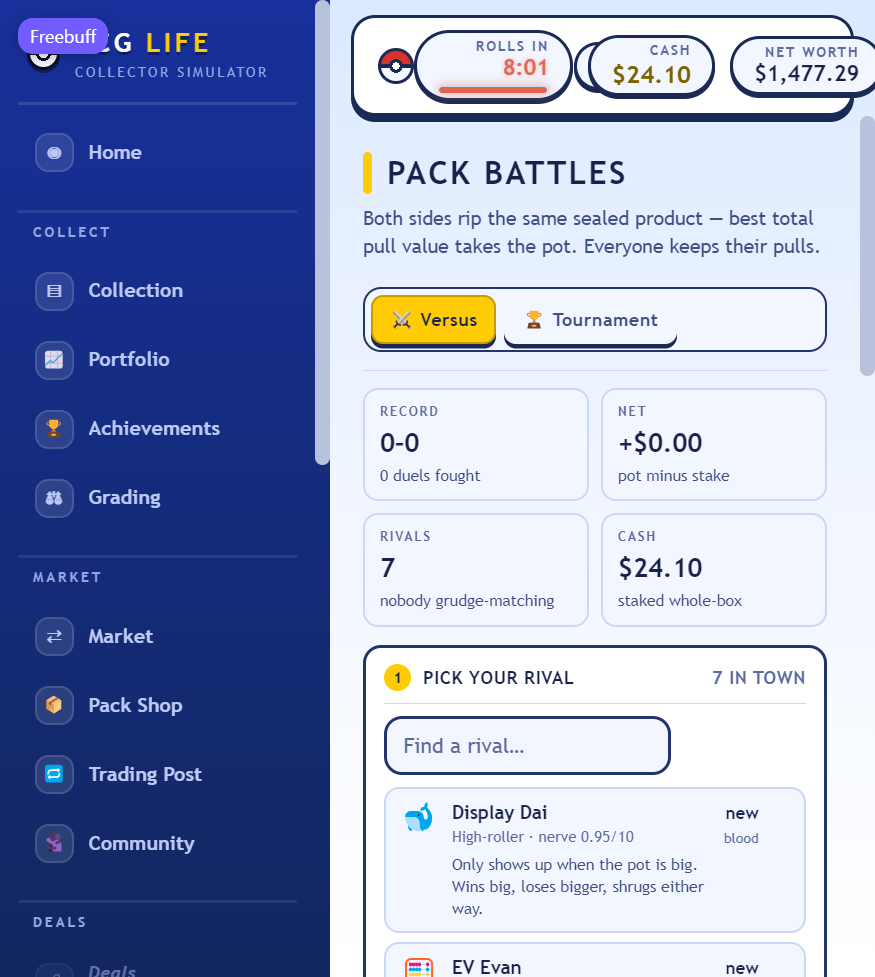 Freebuff
CG LIFE
COLLECTOR SIMULATOR
Home
COLLECT
Collection
Portfolio
Achievements
Grading
MARKET
Market
Pack Shop
Trading Post
Community
DEALS
Deals
ROLLS IN
8:01
CASH
$24.10
NET WORTH
$1,477.29
PACK BATTLES
Both sides rip the same sealed product — best total
pull value takes the pot. Everyone keeps their pulls.
Versus
Tournament
RECORD
0-0
0 duels fought
NET
+$0.00
pot minus stake
RIVALS
7
nobody grudge-matching
CASH
$24.10
staked whole-box
1 PICK YOUR RIVAL 7 IN TOWN
Find a rival...
Display Dai new
High-roller · nerve 0.95/10 blood
Only shows up when the pot is big.
Wins big, loses bigger, shrugs either
way.
EV Evan new